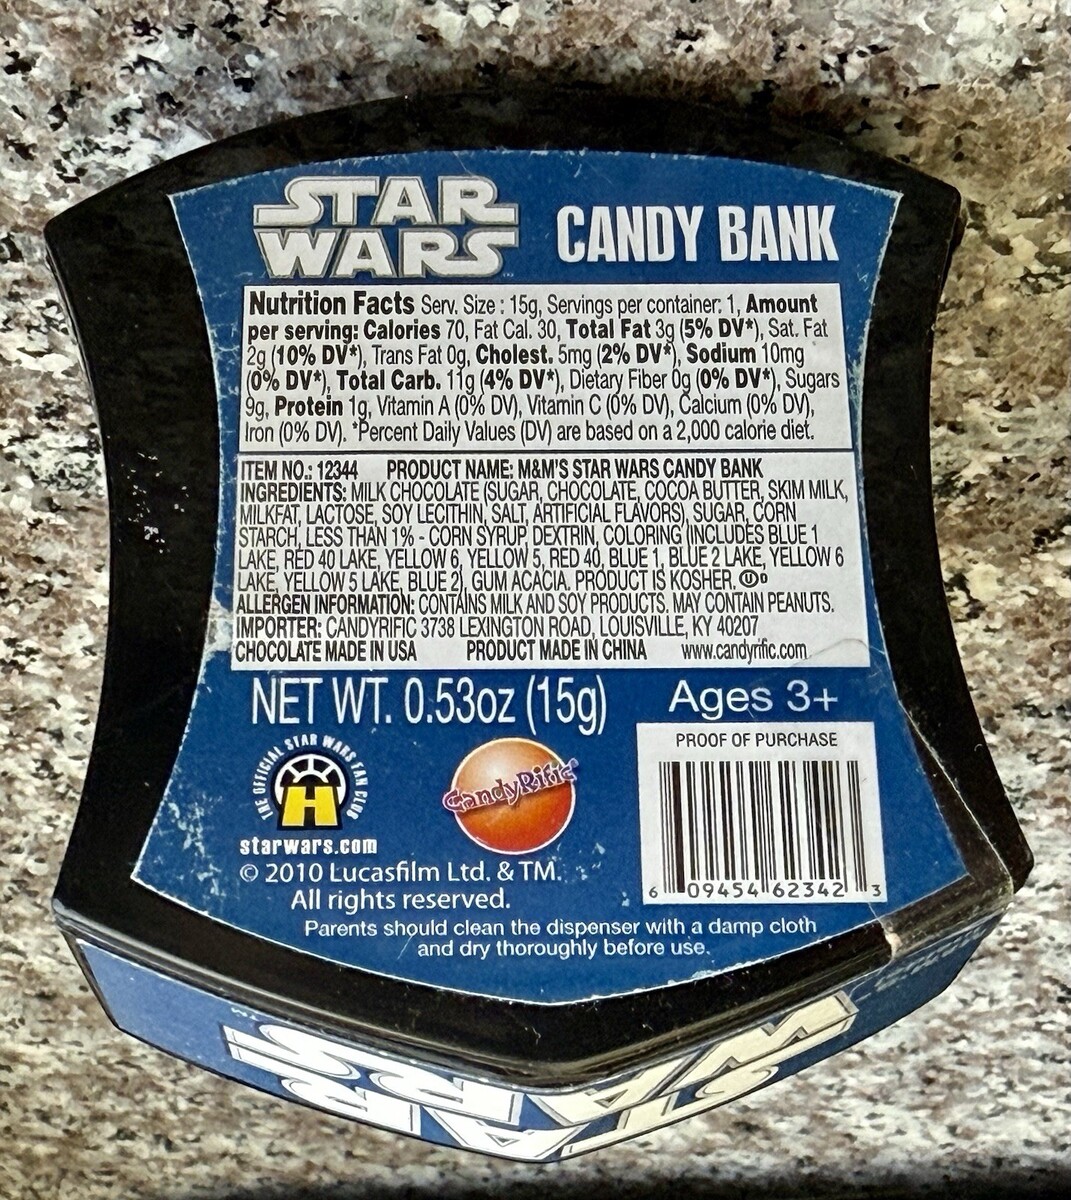 STAR
WARS
CANDY BANK
Nutrition Facts Serv. Size : 15g, Servings per container: 1, Amount
per serving: Calories 70, Fat Cal. 30, Total Fat 3g (5% DV*), Sat. Fat
2g (10% DV*), Trans Fat 0g, Cholest. 5mg (2% DV*), Sodium 10mg
(0% DV*), Total Carb. 11g (4% DV*), Dietary Fiber 0g (0% DV*), Sugars
9g, Protein 1g, Vitamin A (0% DV), Vitamin C (0% DV), Calcium (0% DV),
Iron (0% DV). *Percent Daily Values (DV) are based on a 2,000 calorie diet.
ITEM NO.: 12344 PRODUCT NAME: M&M'S STAR WARS CANDY BANK
INGREDIENTS: MILK CHOCOLATE (SUGAR, CHOCOLATE, COCOA BUTTER, SKIM MILK,
MILKFAT, LACTOSE, SOY LECITHIN, SALT, ARTIFICIAL FLAVORS), SUGAR, CORN
STARCH, LESS THAN 1% - CORN SYRUP, DEXTRIN, COLORING (INCLUDES BLUE 1
LAKE, RED 40 LAKE, YELLOW 6, YELLOW 5, RED 40, BLUE 1, BLUE 2 LAKE, YELLOW 6
LAKE, YELLOW 5 LAKE, BLUE 2), GUM ACACIA. PRODUCT IS KOSHER. ⓊD
ALLERGEN INFORMATION: CONTAINS MILK AND SOY PRODUCTS. MAY CONTAIN PEANUTS.
IMPORTER: CANDYRIFIC 3738 LEXINGTON ROAD, LOUISVILLE, KY 40207
CHOCOLATE MADE IN USA PRODUCT MADE IN CHINA www.candyrific.com
NET WT. 0.53oz (15g)
Ages 3+
PROOF OF PURCHASE
THE OFFICIAL STAR WARS FAN CLUB
H
starwars.com
CandyRific
© 2010 Lucasfilm Ltd. & TM.
All rights reserved.
6 09454 62342 3
Parents should clean the dispenser with a damp cloth
and dry thoroughly before use.
STAR
WARS